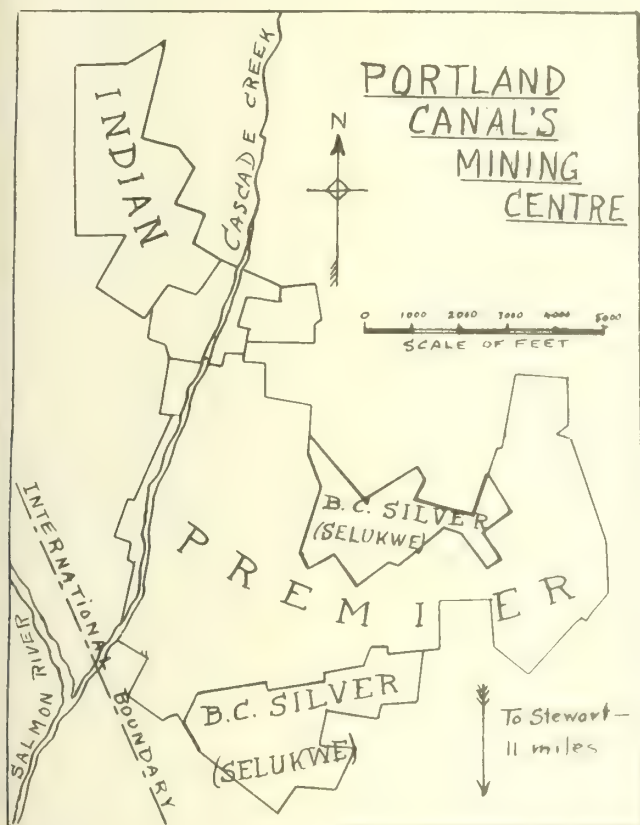 PORTLAND
CANAL'S
MINING
CENTRE
INDIAN
CASCADE CREEK
N
0 1000 2000 3000 4000 5000
SCALE OF FEET
B.C. SILVER
(SELUKWE)
PREMIER
INTERNATIONAL BOUNDARY
SALMON RIVER
B.C. SILVER
(SELUKWE)
To Stewart—
11 miles